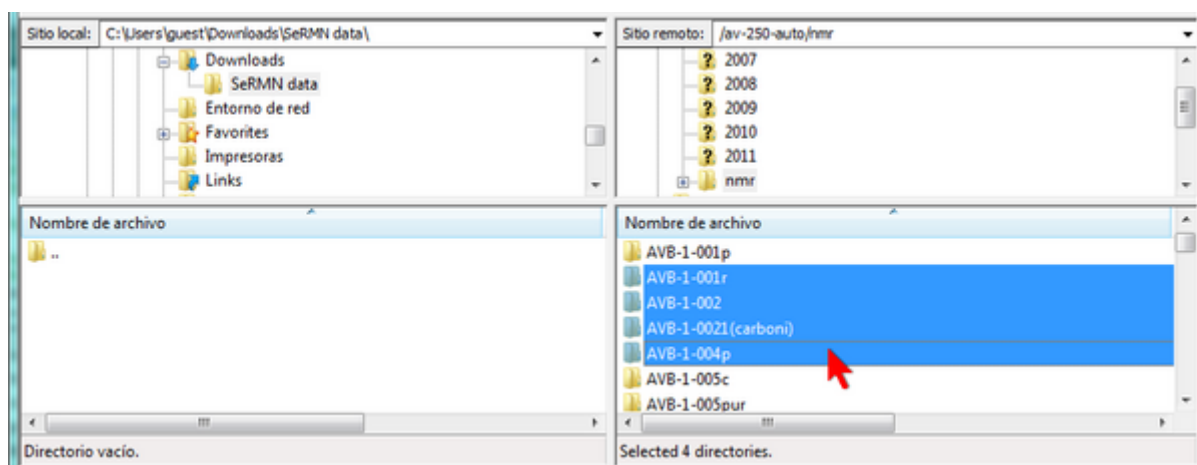 Sitio local: C:\Users\guest\Downloads\SeRMN data\
Downloads
SeRMN data
Entorno de red
Favorites
Impresoras
Links
Nombre de archivo
..
Directorio vacío.
Sitio remoto: /av-250-auto/nmr
2007
2008
2009
2010
2011
nmr
Nombre de archivo
AVB-1-001p
AVB-1-001r
AVB-1-002
AVB-1-0021(carboni)
AVB-1-004p
AVB-1-005c
AVB-1-005pur
Selected 4 directories.